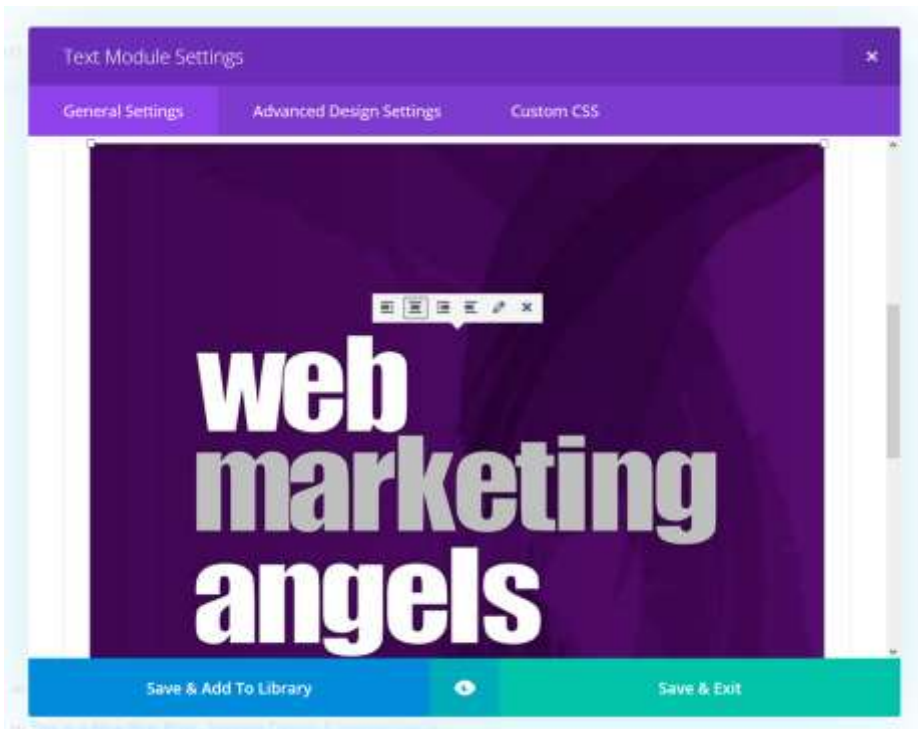 Text Module Settings
General Settings Advanced Design Settings Custom CSS
web
marketing
angels
Save & Add To Library Save & Exit